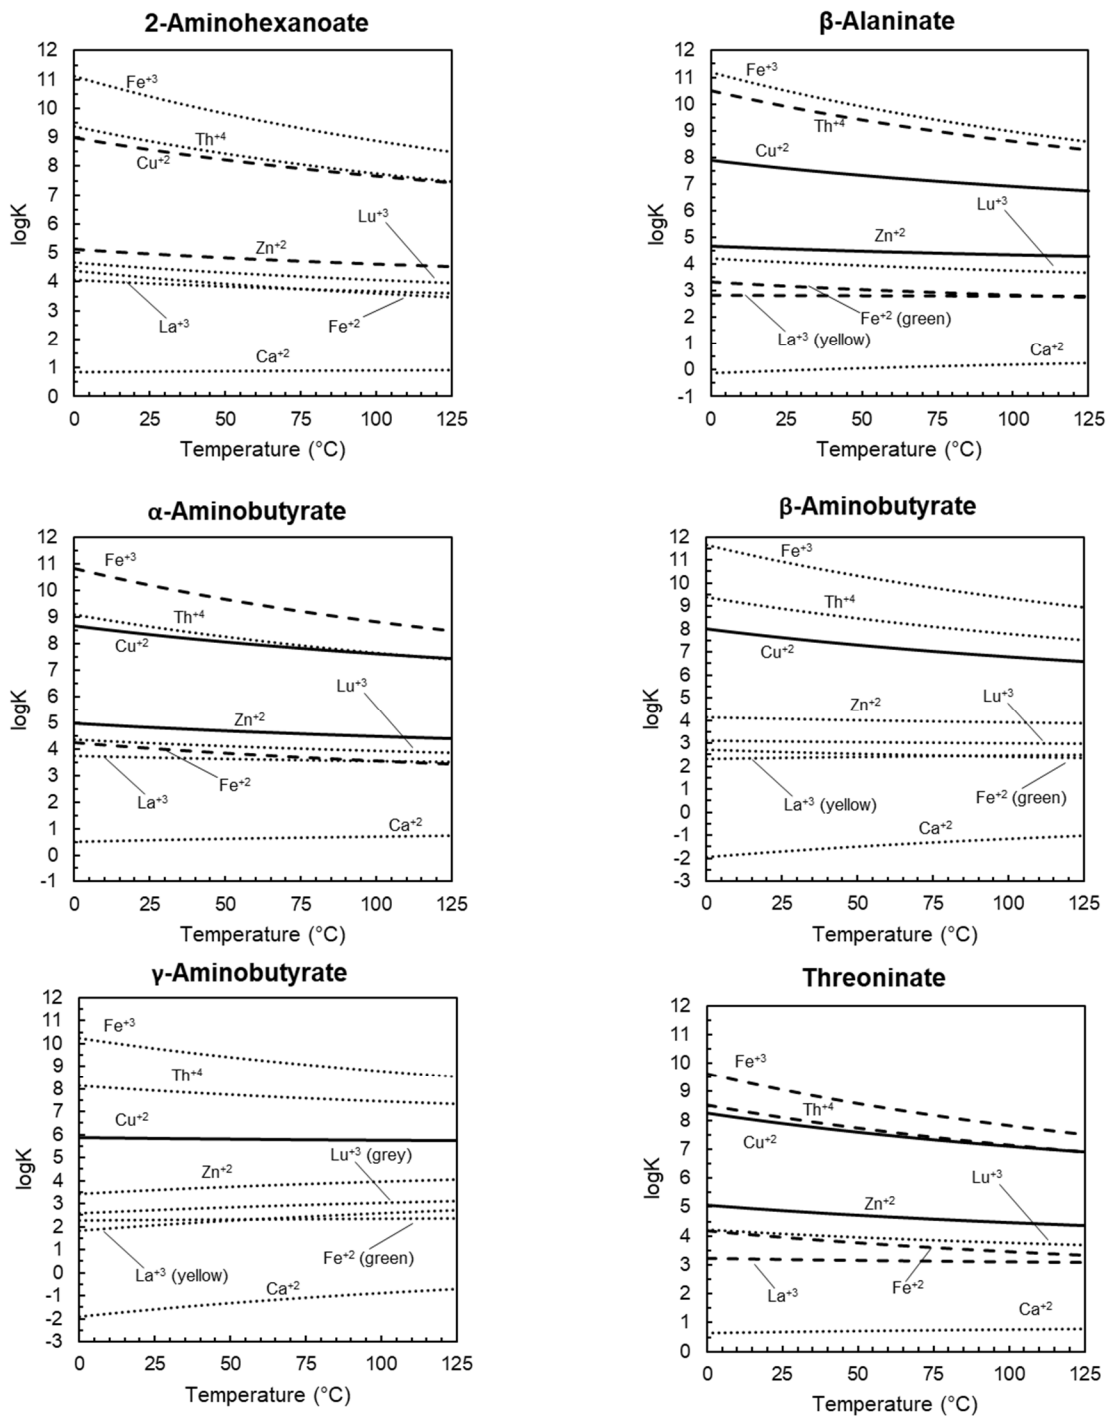 2-Aminohexanoate
12
11
10
9
8
7
6
5
4
3
2
1
0
logK
Fe+3
Th+4
Cu+2
Lu+3
Zn+2
La+3
Fe+2
Ca+2
0 25 50 75 100 125
Temperature (°C)
β-Alaninate
12
11
10
9
8
7
6
5
4
3
2
1
0
-1
logK
Fe+3
Th+4
Cu+2
Lu+3
Zn+2
Fe+2 (green)
La+3 (yellow)
Ca+2
0 25 50 75 100 125
Temperature (°C)
α-Aminobutyrate
12
11
10
9
8
7
6
5
4
3
2
1
0
-1
logK
Fe+3
Th+4
Cu+2
Lu+3
Zn+2
Fe+2
La+3
Ca+2
0 25 50 75 100 125
Temperature (°C)
β-Aminobutyrate
12
11
10
9
8
7
6
5
4
3
2
1
0
-1
-2
-3
logK
Fe+3
Th+4
Cu+2
Lu+3
Zn+2
La+3 (yellow)
Fe+2 (green)
Ca+2
0 25 50 75 100 125
Temperature (°C)
γ-Aminobutyrate
12
11
10
9
8
7
6
5
4
3
2
1
0
-1
-2
-3
logK
Fe+3
Th+4
Cu+2
Lu+3 (grey)
Zn+2
Fe+2 (green)
La+3 (yellow)
Ca+2
0 25 50 75 100 125
Temperature (°C)
Threoninate
12
11
10
9
8
7
6
5
4
3
2
1
0
logK
Fe+3
Th+4
Cu+2
Lu+3
Zn+2
Fe+2
La+3
Ca+2
0 25 50 75 100 125
Temperature (°C)